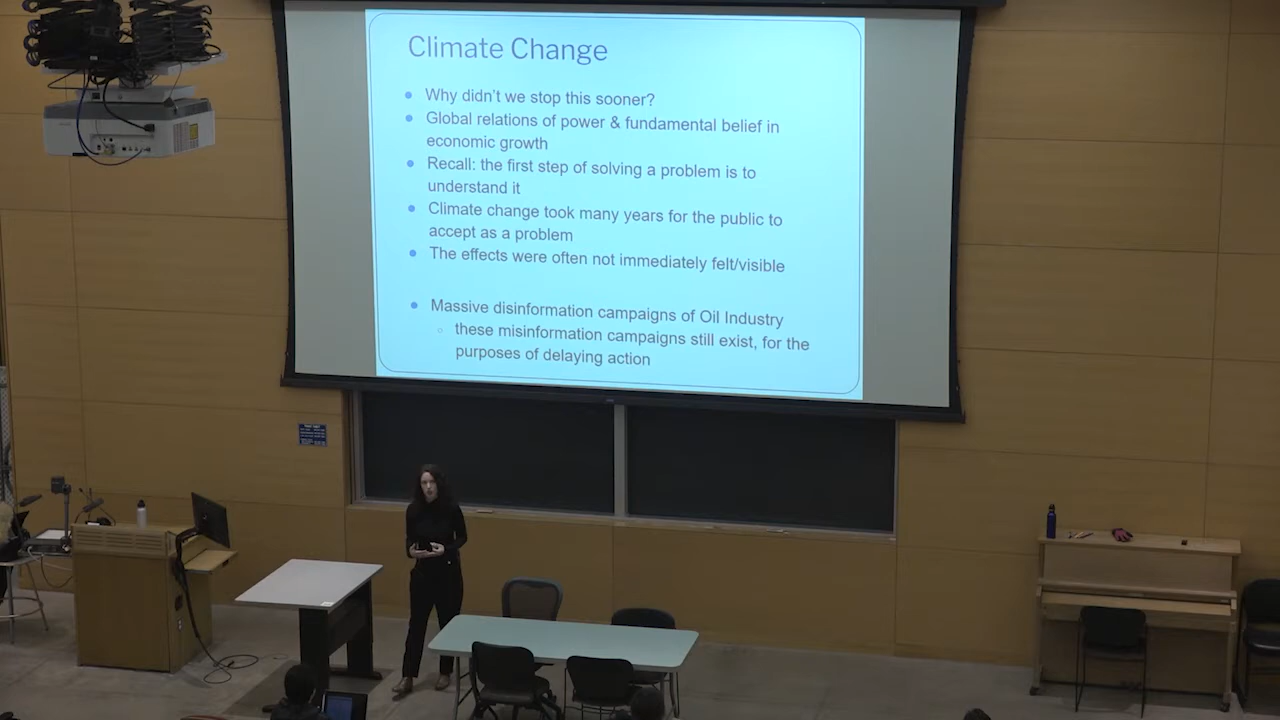 Climate Change
• Why didn't we stop this sooner?
• Global relations of power & fundamental belief in
economic growth
• Recall: the first step of solving a problem is to
understand it
• Climate change took many years for the public to
accept as a problem
• The effects were often not immediately felt/visible
• Massive disinformation campaigns of Oil Industry
○ these misinformation campaigns still exist, for the
purposes of delaying action